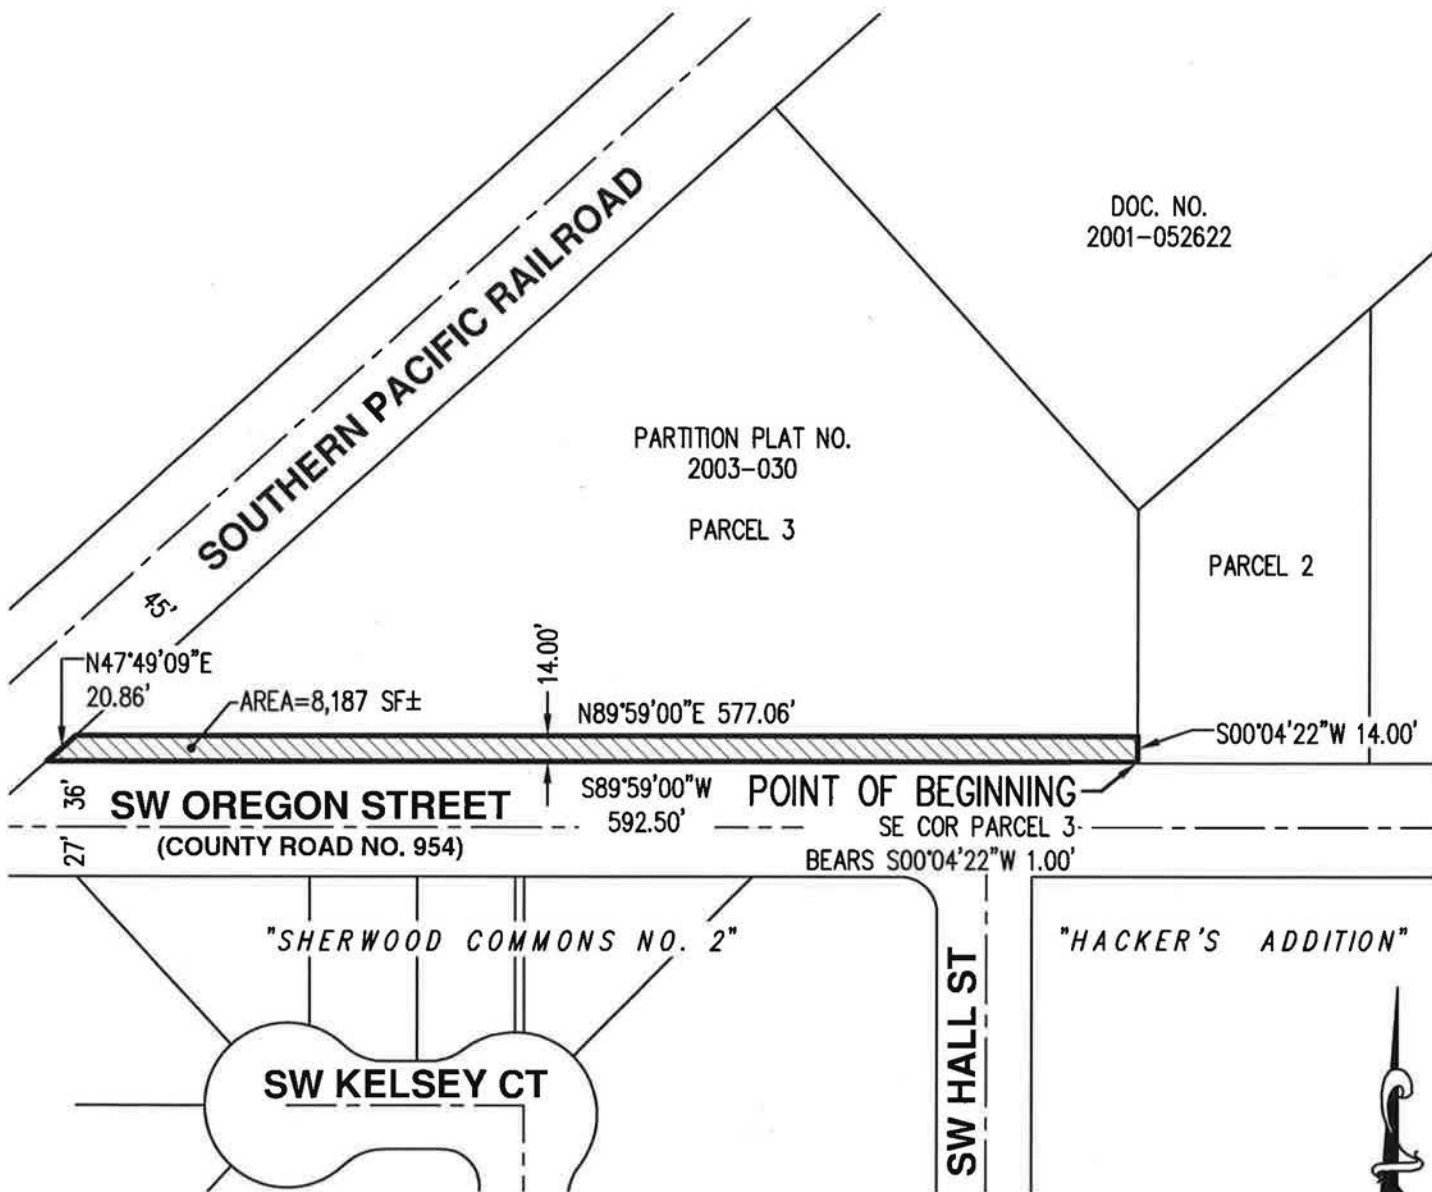 DOC. NO.
2001-052622
SOUTHERN PACIFIC RAILROAD
45'
PARTITION PLAT NO.
2003-030
PARCEL 3
PARCEL 2
N47°49'09"E
20.86'
AREA=8,187 SF±
14.00'
N89°59'00"E 577.06'
S00°04'22"W 14.00'
36'
27'
SW OREGON STREET
(COUNTY ROAD NO. 954)
S89°59'00"W
592.50'
POINT OF BEGINNING
SE COR PARCEL 3
BEARS S00°04'22"W 1.00'
"SHERWOOD COMMONS NO. 2"
"HACKER'S ADDITION"
SW KELSEY CT
SW HALL ST